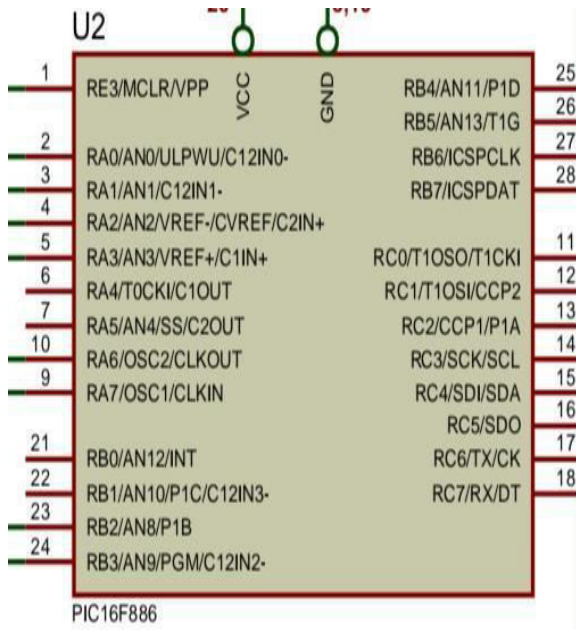 U2
1 RE3/MCLR/VPP
VCC
GND
RB4/AN11/P1D 25
RB5/AN13/T1G 26
2 RA0/AN0/ULPWU/C12IN0-
RB6/ICSPCLK 27
3 RA1/AN1/C12IN1-
RB7/ICSPDAT 28
4 RA2/AN2/VREF-/CVREF/C2IN+
5 RA3/AN3/VREF+/C1IN+
RC0/T1OSO/T1CKI 11
6 RA4/T0CKI/C1OUT
RC1/T1OSI/CCP2 12
7 RA5/AN4/SS/C2OUT
RC2/CCP1/P1A 13
10 RA6/OSC2/CLKOUT
RC3/SCK/SCL 14
9 RA7/OSC1/CLKIN
RC4/SDI/SDA 15
RC5/SDO 16
21 RB0/AN12/INT
RC6/TX/CK 17
22 RB1/AN10/P1C/C12IN3-
RC7/RX/DT 18
23 RB2/AN8/P1B
24 RB3/AN9/PGM/C12IN2-
PIC16F886